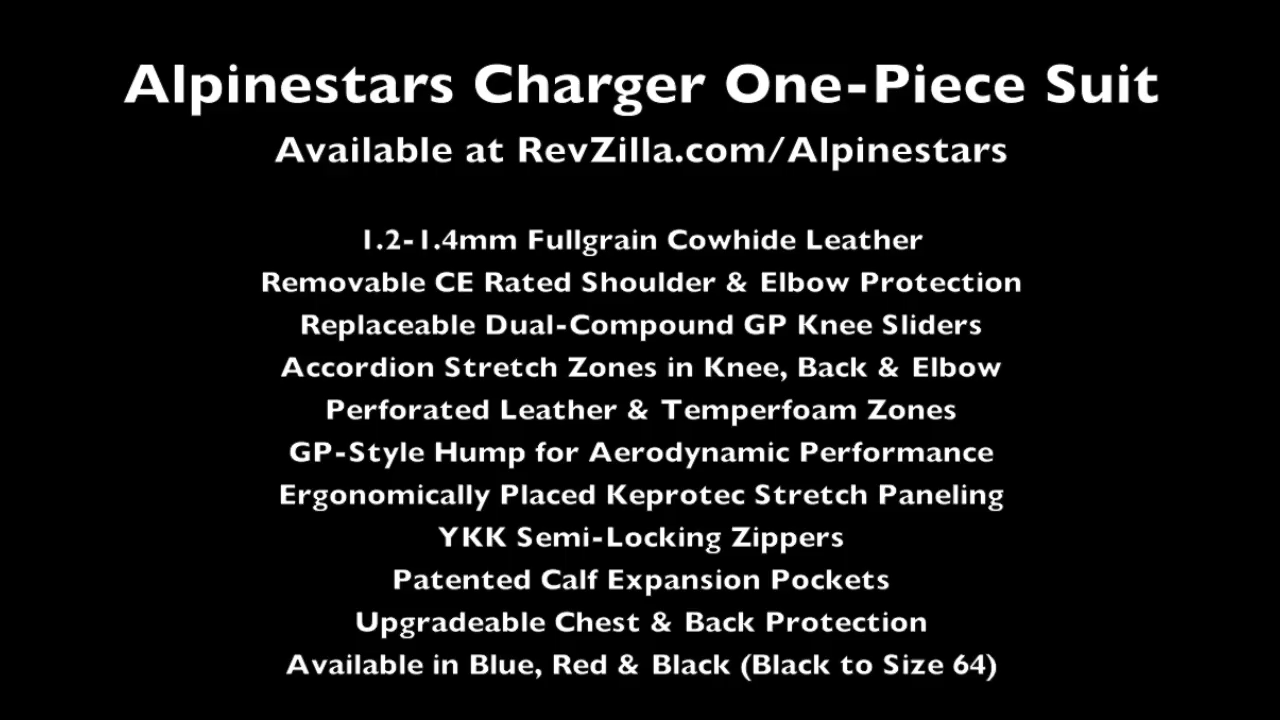 Alpinestars Charger One-Piece Suit
Available at RevZilla.com/Alpinestars
1.2-1.4mm Fullgrain Cowhide Leather
Removable CE Rated Shoulder & Elbow Protection
Replaceable Dual-Compound GP Knee Sliders
Accordion Stretch Zones in Knee, Back & Elbow
Perforated Leather & Temperfoam Zones
GP-Style Hump for Aerodynamic Performance
Ergonomically Placed Keprotec Stretch Paneling
YKK Semi-Locking Zippers
Patented Calf Expansion Pockets
Upgradeable Chest & Back Protection
Available in Blue, Red & Black (Black to Size 64)